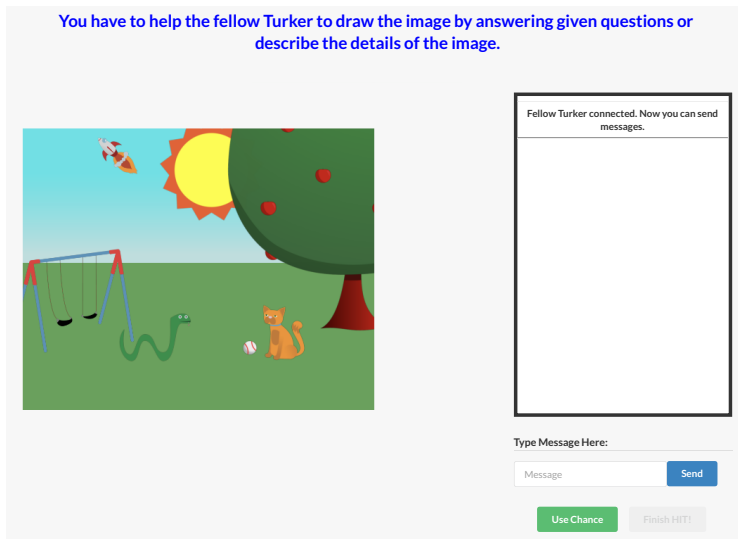 You have to help the fellow Turker to draw the image by answering given questions or
describe the details of the image.
Fellow Turker connected. Now you can send
messages.
Type Message Here:
Message
Send
Use Chance
Finish HIT!